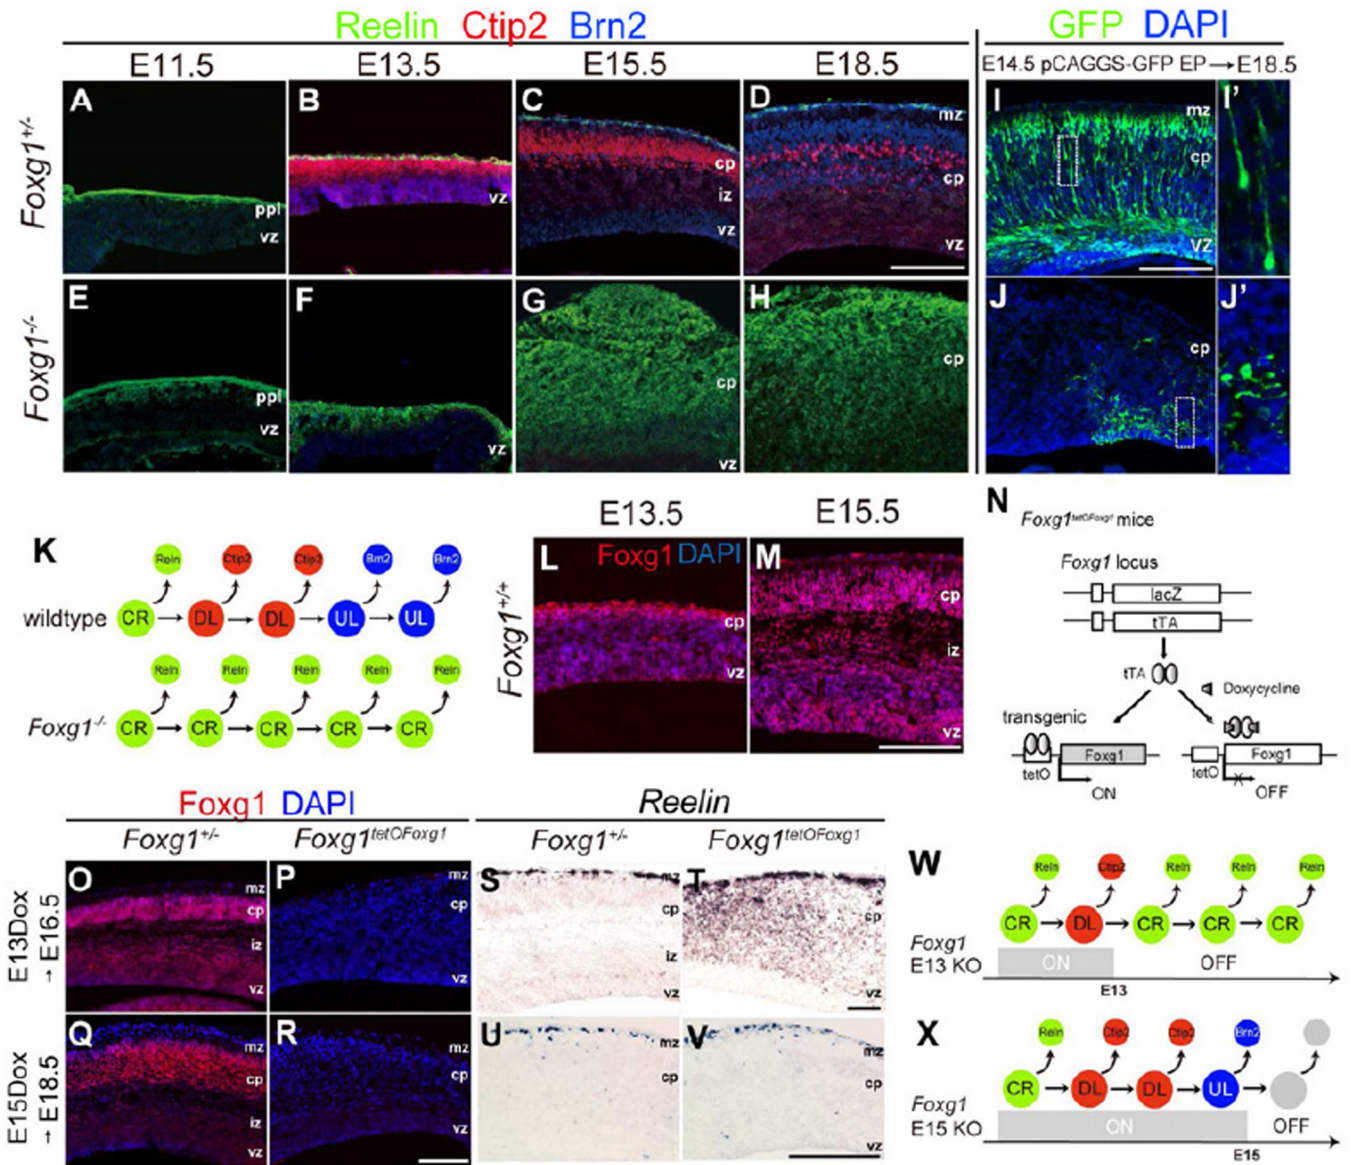 Reelin Ctip2 Brn2
GFP DAPI
E11.5 E13.5 E15.5 E18.5
E14.5 pCAGGS-GFP EP→E18.5
Foxg1+/-
A ppl vz
B vz
C cp iz vz
D mz cp vz
I mz cp vz
I'
Foxg1-/-
E ppl vz
F vz
G cp vz
H cp
J cp
J'
K
Reln Ctip2 Ctip2 Brn2 Brn2
wildtype CR DL DL UL UL
Reln Reln Reln Reln Reln
Foxg1-/- CR CR CR CR CR
E13.5 E15.5
Foxg1+/+
L Foxg1 DAPI cp vz
M cp iz vz
N
Foxg1tetOFoxg1 mice
Foxg1 locus
lacZ
tTA
tTA
Doxycycline
transgenic
Foxg1 Foxg1
tetO tetO
ON OFF
Foxg1 DAPI
Reelin
Foxg1+/- Foxg1tetOFoxg1 Foxg1+/- Foxg1tetOFoxg1
E13Dox
→ E16.5
O mz cp iz vz
P mz cp vz
S mz cp iz vz
T cp vz
E15Dox
→ E18.5
Q mz cp iz vz
R mz cp vz
U mz cp
V mz cp vz
W
Reln Ctip2 Reln Reln Reln
CR DL CR CR CR
Foxg1
E13 KO
ON OFF
E13
X
Reln Ctip2 Ctip2 Brn2
CR DL DL UL
Foxg1
E15 KO
ON OFF
E15